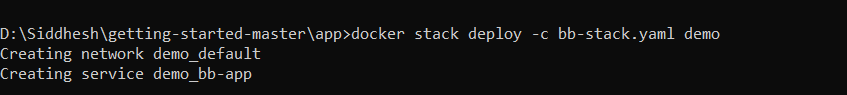 D:\Siddhesh\getting-started-master\app>docker stack deploy -c bb-stack.yaml demo
Creating network demo_default
Creating service demo_bb-app